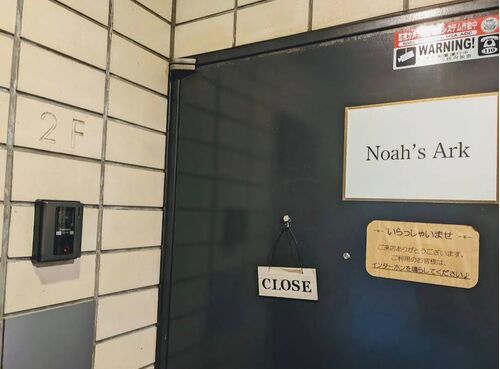 2F
WARNING!
Noah's Ark
いらっしゃいませ
ご来店ありがとうございます。
ご利用のお客様は、
インターホンを鳴らしてください♪
CLOSE